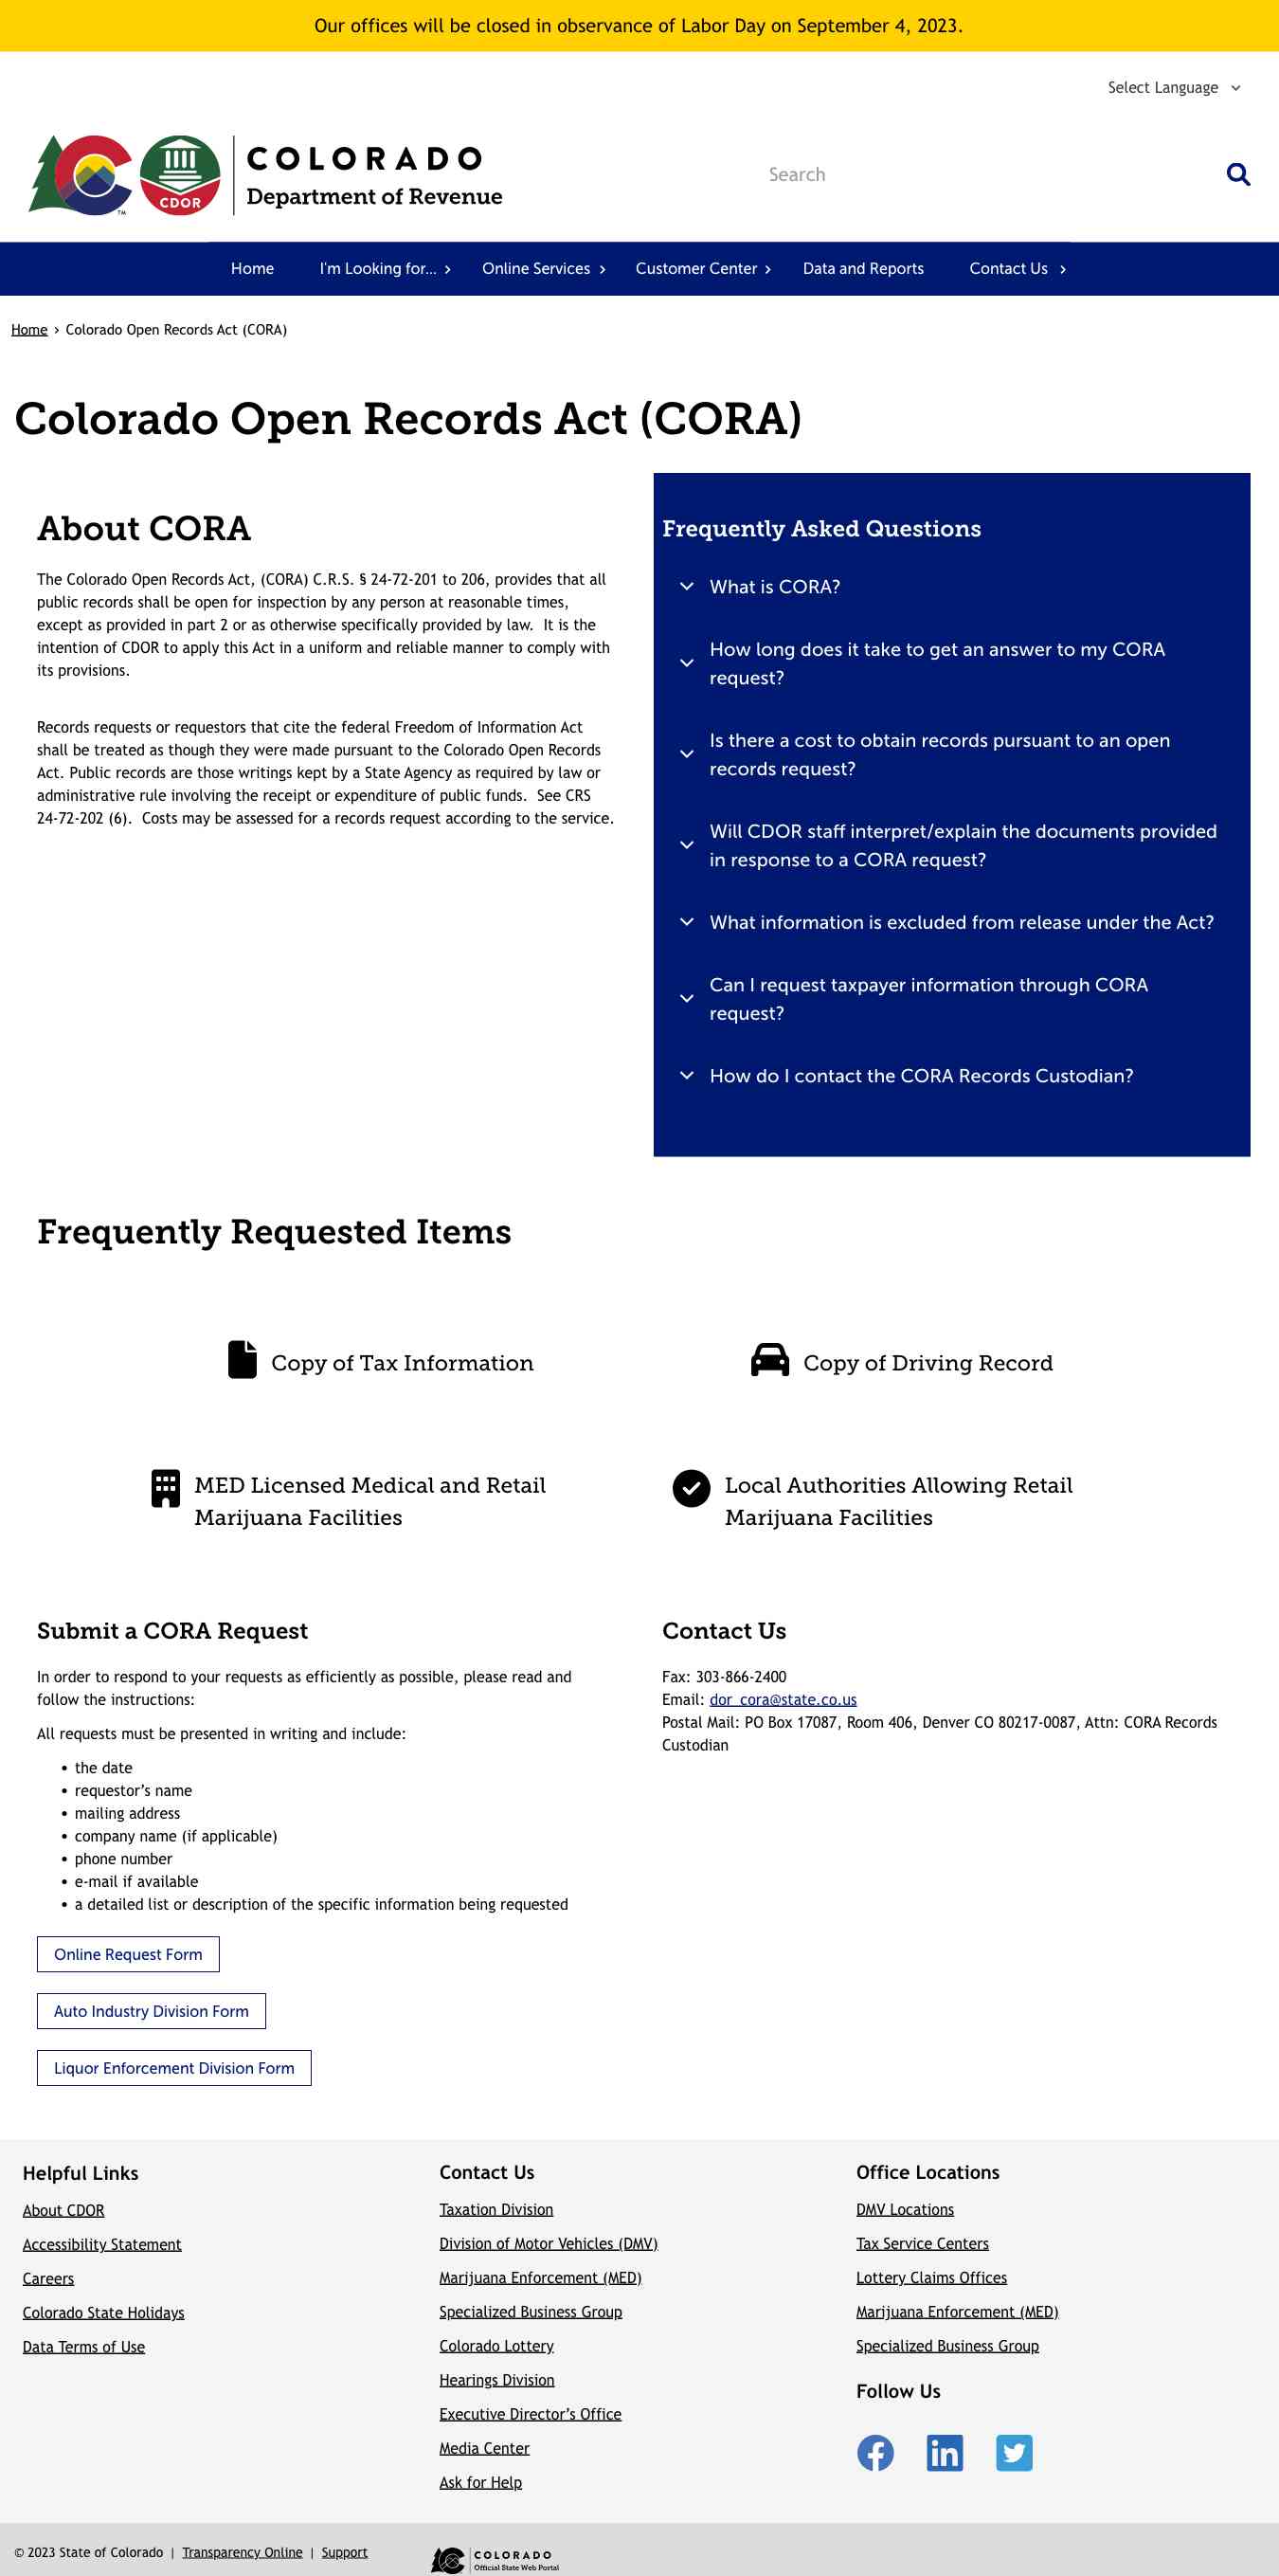 Our offices will be closed in observance of Labor Day on September 4, 2023.
Select Language
CDOR
TM
COLORADO
Department of Revenue
Search
Home
I'm Looking for...
Online Services
Customer Center
Data and Reports
Contact Us
Home › Colorado Open Records Act (CORA)
Colorado Open Records Act (CORA)
About CORA
The Colorado Open Records Act, (CORA) C.R.S. § 24-72-201 to 206, provides that all
public records shall be open for inspection by any person at reasonable times,
except as provided in part 2 or as otherwise specifically provided by law.  It is the
intention of CDOR to apply this Act in a uniform and reliable manner to comply with
its provisions.
Records requests or requestors that cite the federal Freedom of Information Act
shall be treated as though they were made pursuant to the Colorado Open Records
Act. Public records are those writings kept by a State Agency as required by law or
administrative rule involving the receipt or expenditure of public funds.  See CRS
24-72-202 (6).  Costs may be assessed for a records request according to the service.
Frequently Asked Questions
What is CORA?
How long does it take to get an answer to my CORA
request?
Is there a cost to obtain records pursuant to an open
records request?
Will CDOR staff interpret/explain the documents provided
in response to a CORA request?
What information is excluded from release under the Act?
Can I request taxpayer information through CORA
request?
How do I contact the CORA Records Custodian?
Frequently Requested Items
Copy of Tax Information
Copy of Driving Record
MED Licensed Medical and Retail
Marijuana Facilities
Local Authorities Allowing Retail
Marijuana Facilities
Submit a CORA Request
In order to respond to your requests as efficiently as possible, please read and
follow the instructions:
All requests must be presented in writing and include:
• the date
• requestor’s name
• mailing address
• company name (if applicable)
• phone number
• e-mail if available
• a detailed list or description of the specific information being requested
Online Request Form
Auto Industry Division Form
Liquor Enforcement Division Form
Contact Us
Fax: 303-866-2400
Email: dor_cora@state.co.us
Postal Mail: PO Box 17087, Room 406, Denver CO 80217-0087, Attn: CORA Records
Custodian
Helpful Links
About CDOR
Accessibility Statement
Careers
Colorado State Holidays
Data Terms of Use
Contact Us
Taxation Division
Division of Motor Vehicles (DMV)
Marijuana Enforcement (MED)
Specialized Business Group
Colorado Lottery
Hearings Division
Executive Director’s Office
Media Center
Ask for Help
Office Locations
DMV Locations
Tax Service Centers
Lottery Claims Offices
Marijuana Enforcement (MED)
Specialized Business Group
Follow Us
© 2023 State of Colorado | Transparency Online | Support
COLORADO
Official State Web Portal